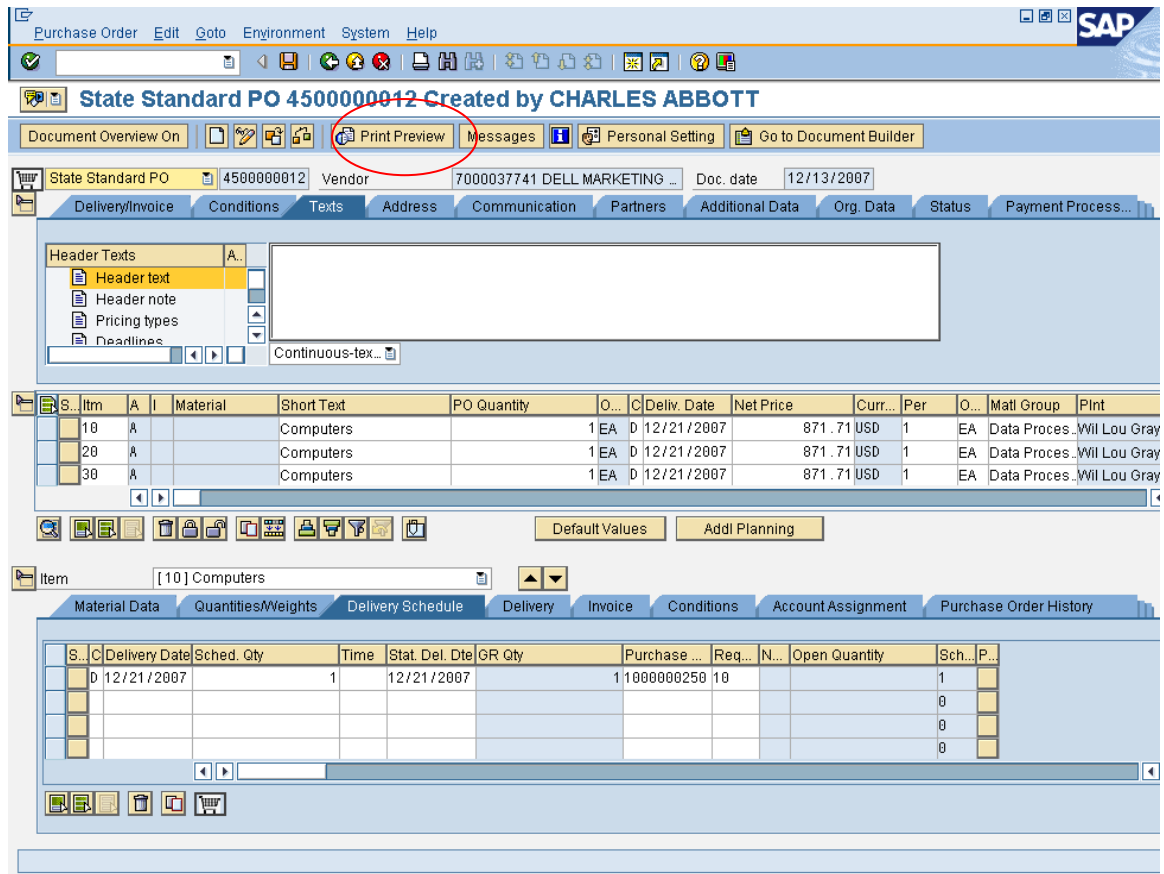 Purchase Order Edit Goto Environment System Help
SAP
State Standard PO 4500000012 Created by CHARLES ABBOTT
Document Overview On Print Preview Messages Personal Setting Go to Document Builder
State Standard PO 4500000012 Vendor 7000037741 DELL MARKETING ... Doc. date 12/13/2007
Delivery/Invoice Conditions Texts Address Communication Partners Additional Data Org. Data Status Payment Process...
Header Texts A..
Header text
Header note
Pricing types
Deadlines
Continuous-tex...
S.. Itm A I Material Short Text PO Quantity O... C Deliv. Date Net Price Curr... Per O... Matl Group Plnt
10 A Computers 1 EA D 12/21/2007 871.71 USD 1 EA Data Proces.. Wil Lou Gray
20 A Computers 1 EA D 12/21/2007 871.71 USD 1 EA Data Proces.. Wil Lou Gray
30 A Computers 1 EA D 12/21/2007 871.71 USD 1 EA Data Proces.. Wil Lou Gray
Default Values Addl Planning
Item [ 10 ] Computers
Material Data Quantities/Weights Delivery Schedule Delivery Invoice Conditions Account Assignment Purchase Order History
S.. C Delivery Date Sched. Qty Time Stat. Del. Dte GR Qty Purchase ... Req... N... Open Quantity Sch... P..
D 12/21/2007 1 12/21/2007 1 1000000250 10 1
0
0
0